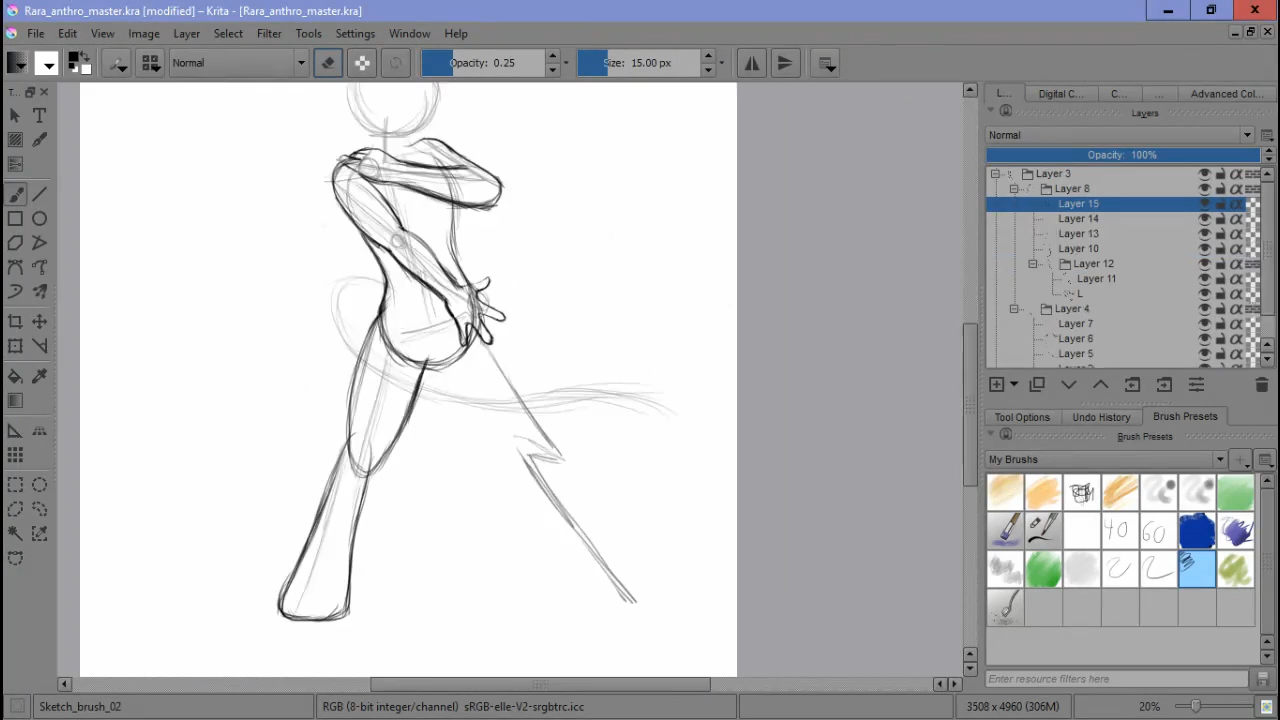 Rara_anthro_master.kra [modified] – Krita - [Rara_anthro_master.kra]
File Edit View Image Layer Select Filter Tools Settings Window Help
Normal Opacity: 0.25 Size: 15.00 px
T... L... Digital C... C... ... Advanced Col...
Layers
Normal
Opacity: 100%
Layer 3
Layer 8
Layer 15
Layer 14
Layer 13
Layer 10
Layer 12
Layer 11
L
Layer 4
Layer 7
Layer 6
Layer 5
Tool Options Undo History Brush Presets
Brush Presets
My Brushs
40 60
Enter resource filters here
Sketch_brush_02 RGB (8-bit integer/channel) sRGB-elle-V2-srgbtrc.icc 3508 x 4960 (306M) 20%